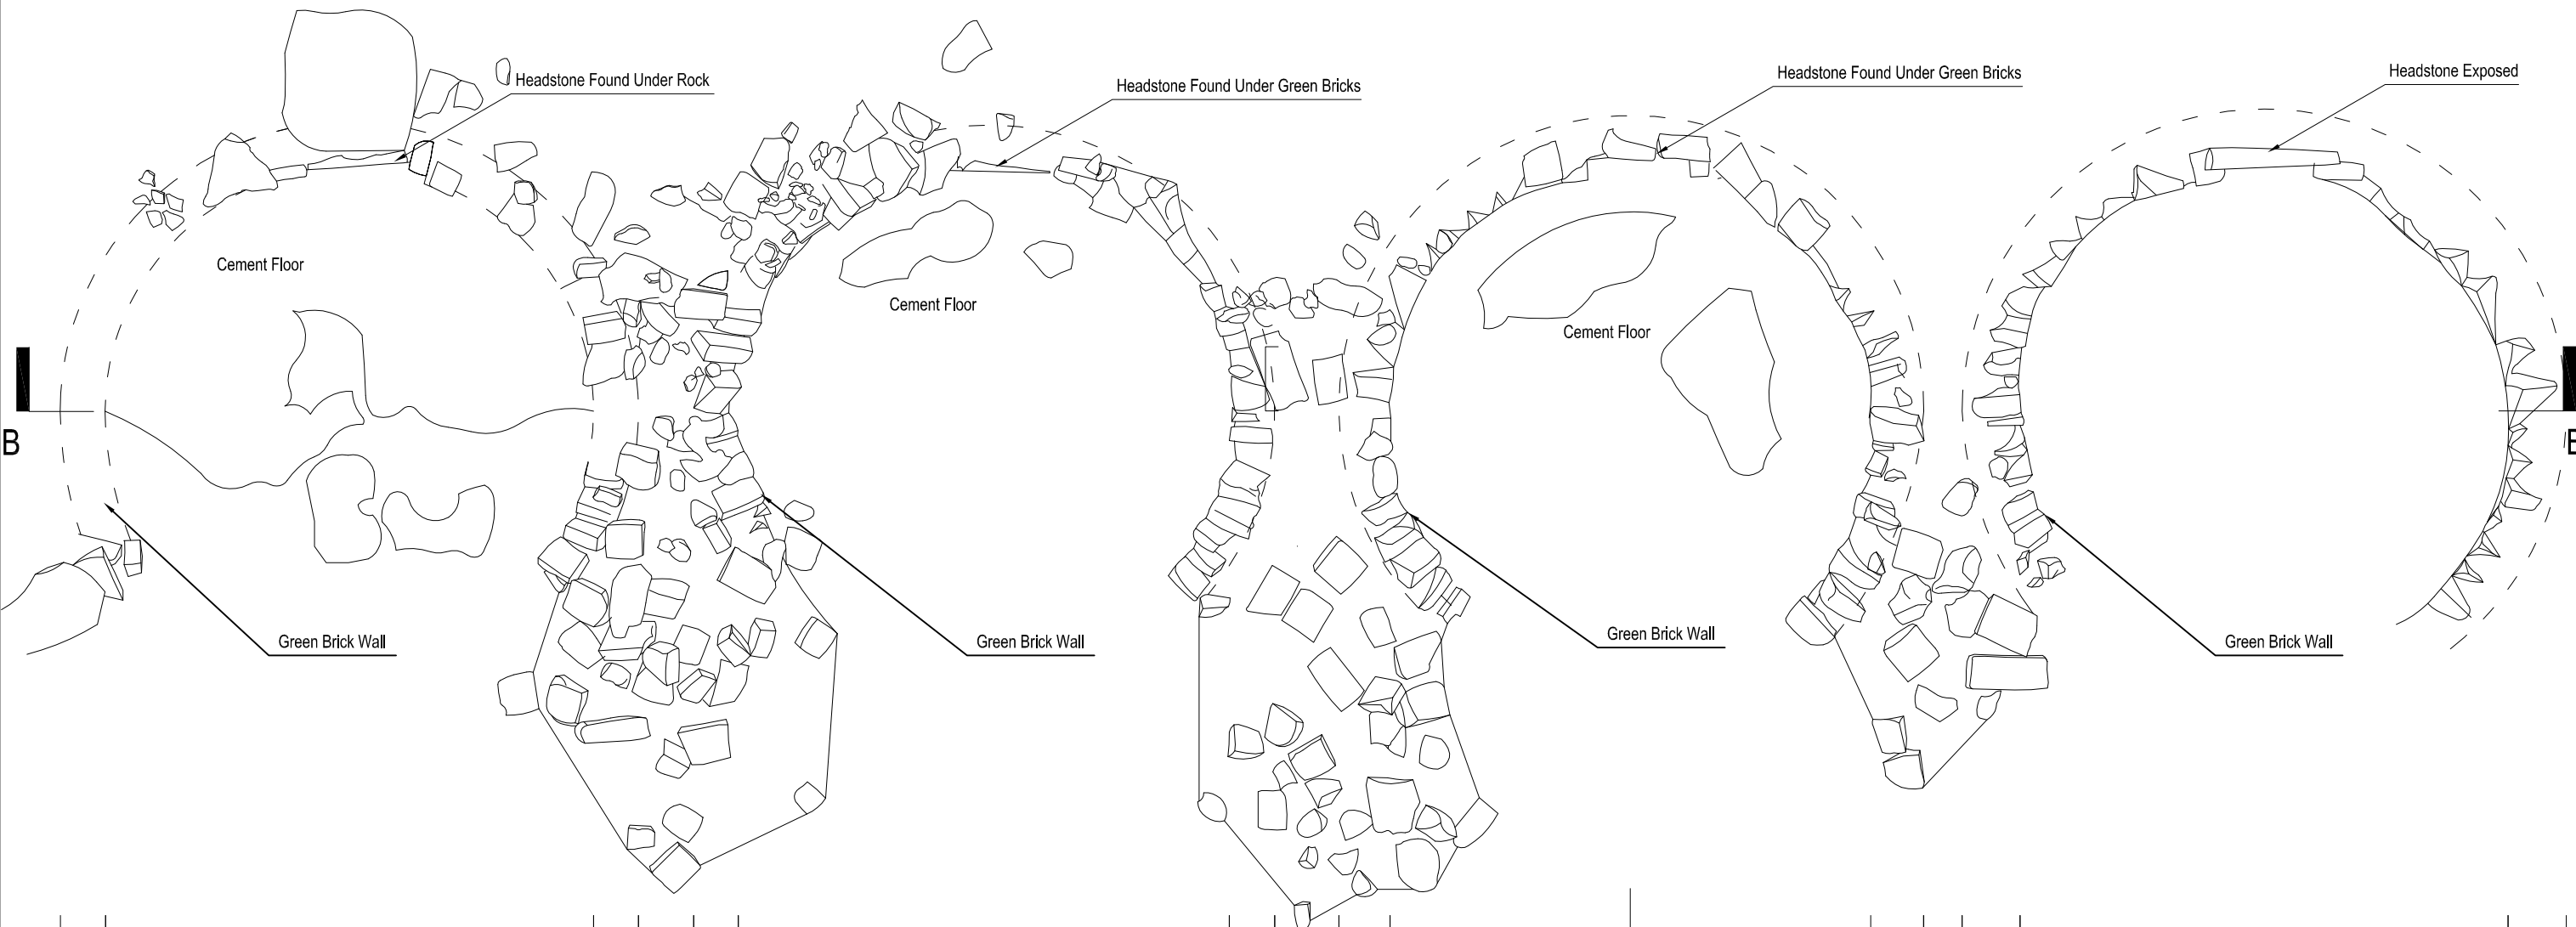 Headstone Found Under Rock
Headstone Found Under Green Bricks
Headstone Found Under Green Bricks
Headstone Exposed
Cement Floor
Cement Floor
Cement Floor
B
Green Brick Wall
Green Brick Wall
Green Brick Wall
Green Brick Wall